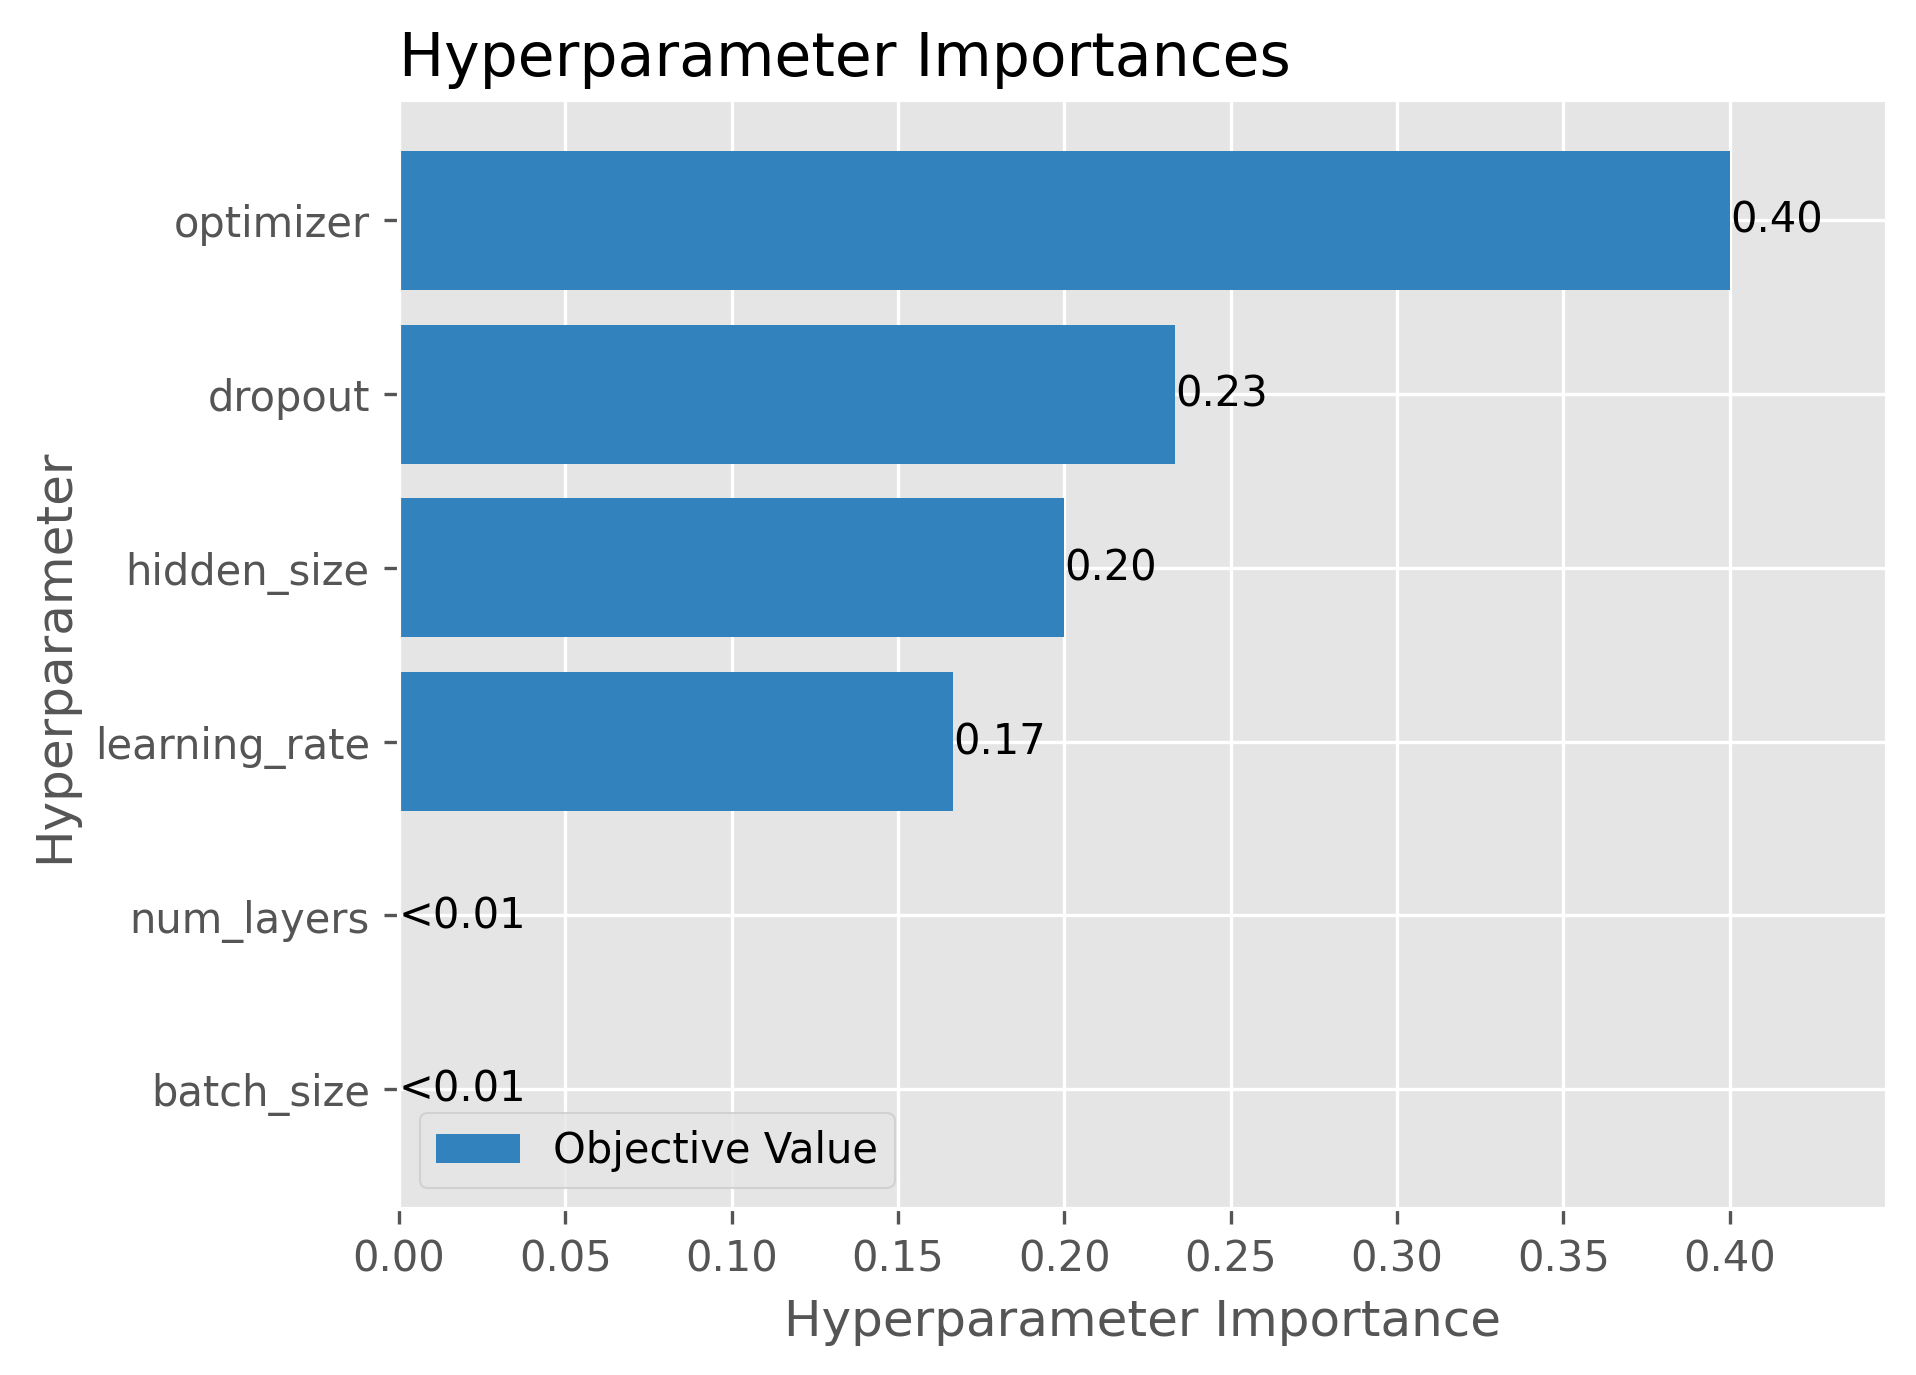 Hyperparameter Importances
optimizer
0.40
dropout
0.23
hidden_size
0.20
learning_rate
0.17
num_layers
<0.01
batch_size
<0.01
Objective Value
0.00 0.05 0.10 0.15 0.20 0.25 0.30 0.35 0.40
Hyperparameter Importance
Hyperparameter